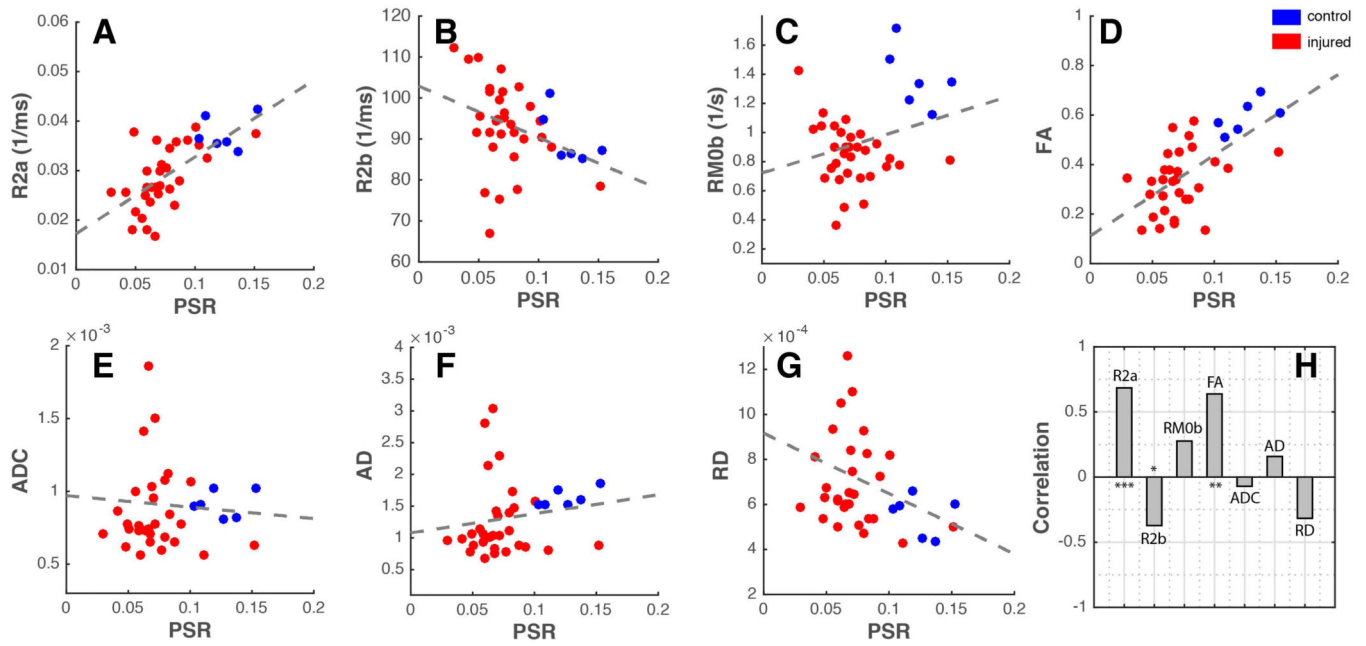 A
R2a (1/ms)
0.06
0.05
0.04
0.03
0.02
0.01
0 0.05 0.1 0.15 0.2
PSR
B
R2b (1/ms)
120
110
100
90
80
70
60
0 0.05 0.1 0.15 0.2
PSR
C
RM0b (1/s)
1.6
1.4
1.2
1
0.8
0.6
0.4
0.2
0 0.05 0.1 0.15 0.2
PSR
D
control
injured
FA
1
0.8
0.6
0.4
0.2
0
0 0.05 0.1 0.15 0.2
PSR
E
×10⁻³
ADC
2
1.5
1
0.5
0 0.05 0.1 0.15 0.2
PSR
F
×10⁻³
AD
4
3.5
3
2.5
2
1.5
1
0.5
0 0.05 0.1 0.15 0.2
PSR
G
×10⁻⁴
RD
14
12
10
8
6
4
2
0 0.05 0.1 0.15 0.2
PSR
H
Correlation
1
0.5
0
-0.5
-1
R2a
***
*
R2b
RM0b
FA
**
ADC
AD
RD